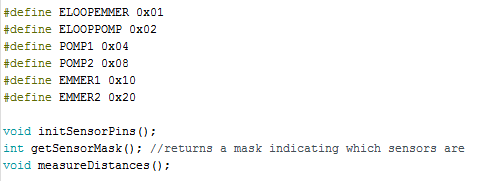 #define ELOOPEMMER 0x01
#define ELOOPPOMP 0x02
#define POMP1 0x04
#define POMP2 0x08
#define EMMER1 0x10
#define EMMER2 0x20
void initSensorPins();
int getSensorMask(); //returns a mask indicating which sensors are
void measureDistances();